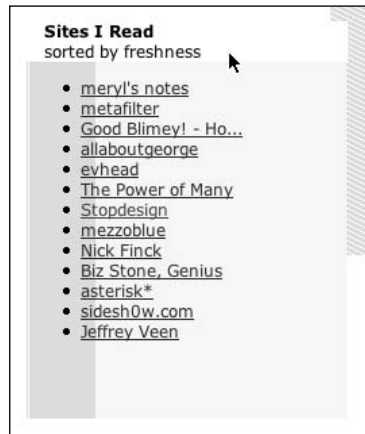 Sites I Read
sorted by freshness
meryl's notes
metafilter
Good Blimey! - Ho...
allaboutgeorge
evhead
The Power of Many
Stopdesign
mezzoblue
Nick Finck
Biz Stone, Genius
asterisk*
sidesh0w.com
Jeffrey Veen